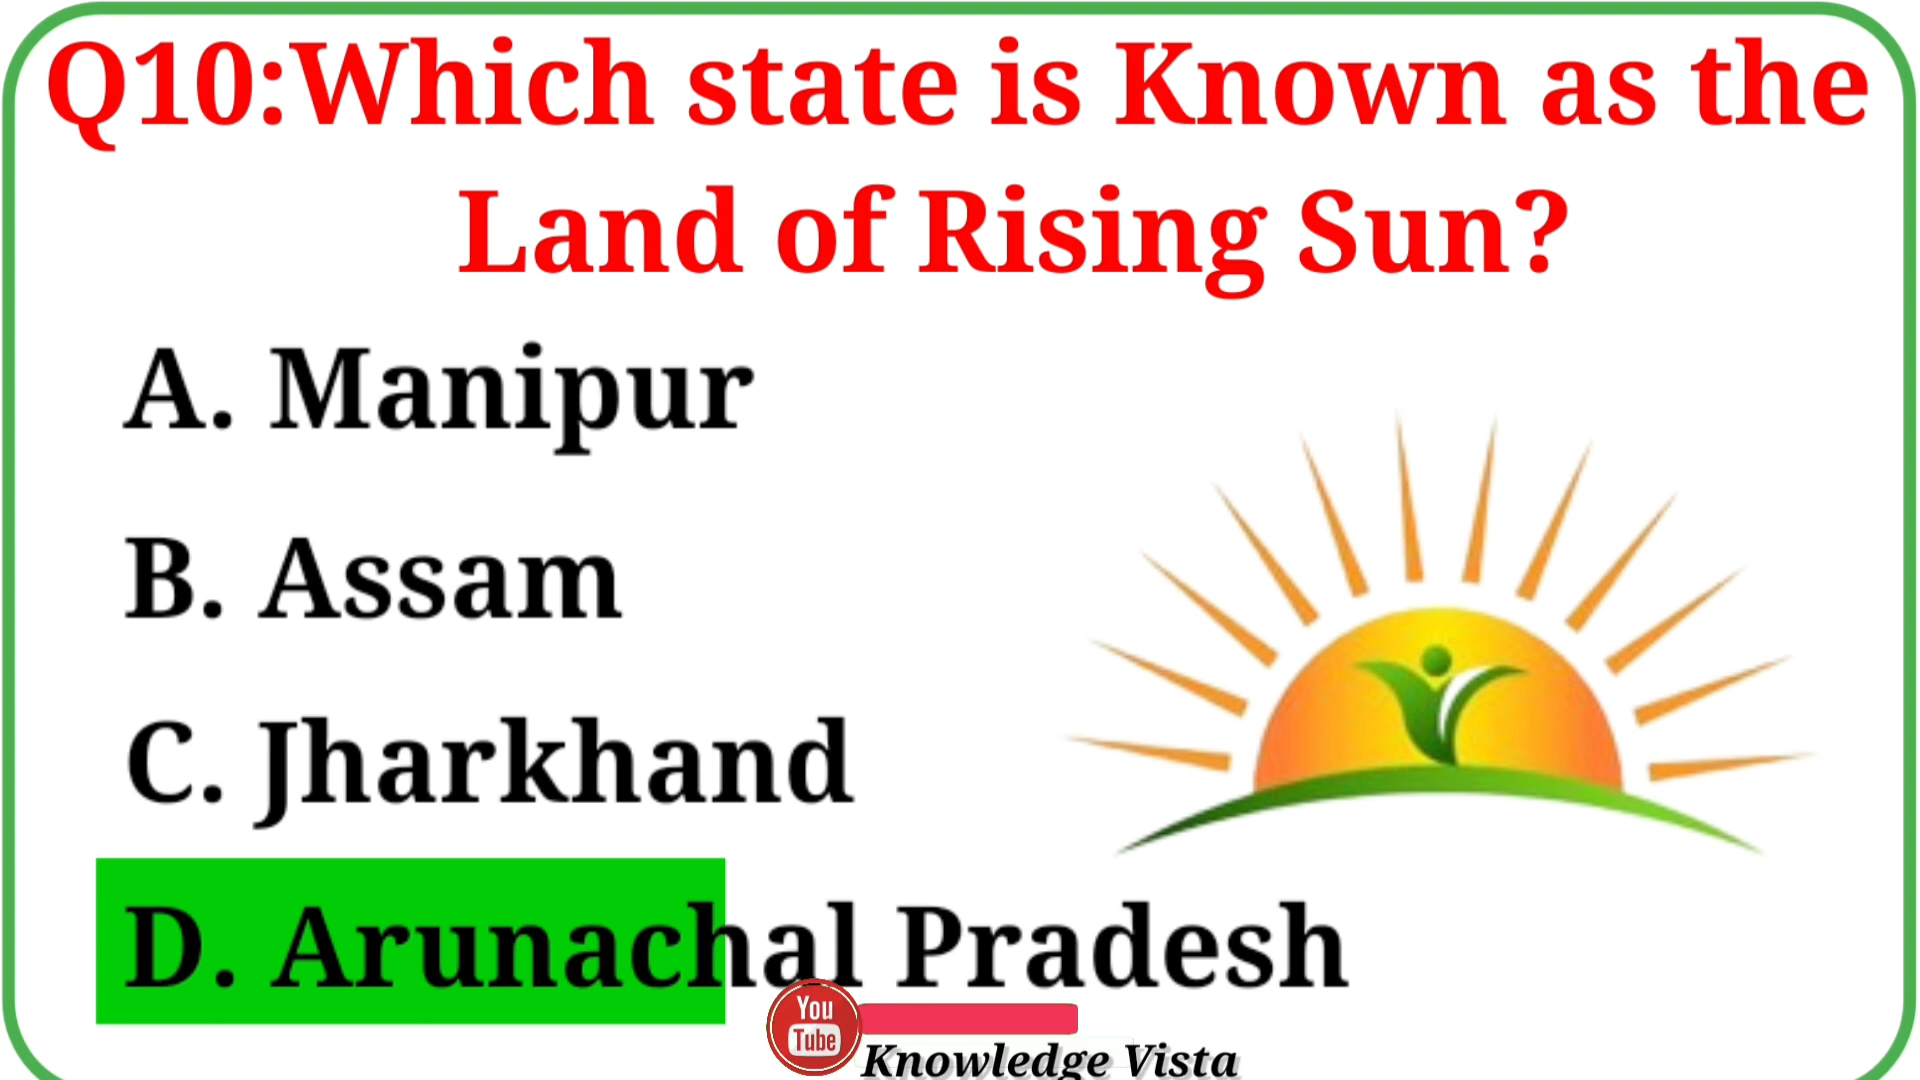 Q10:Which state is Known as the
Land of Rising Sun?
A. Manipur
B. Assam
C. Jharkhand
D. Arunachal Pradesh
You
Tube
Knowledge Vista